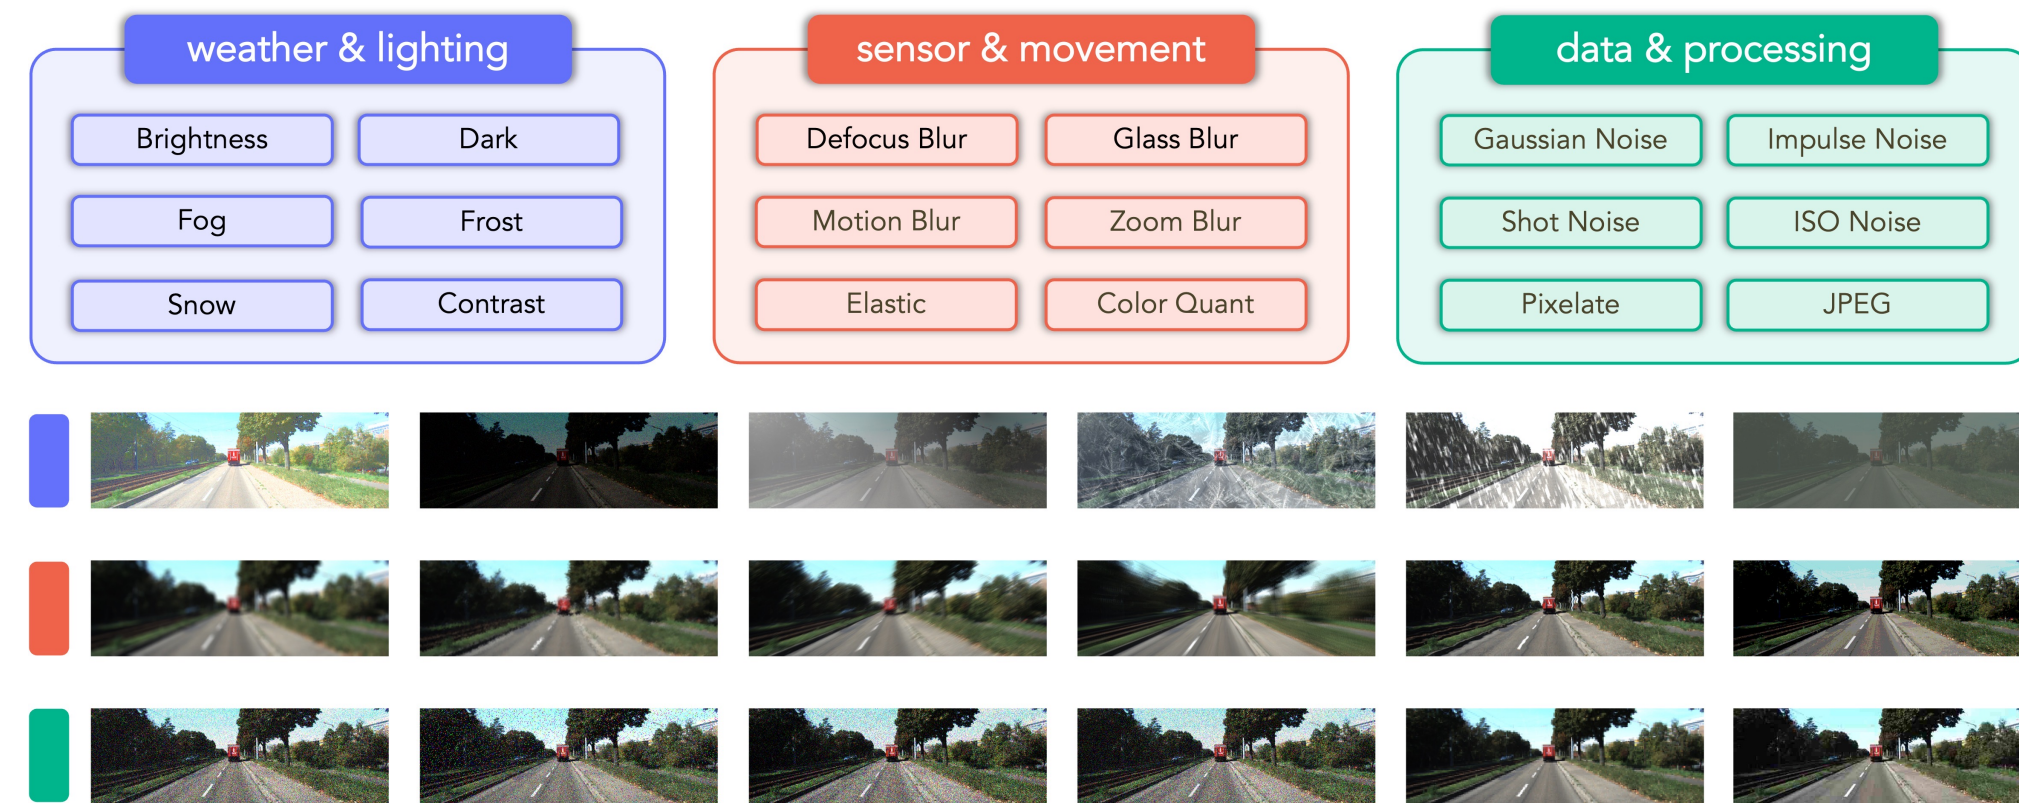 weather & lighting
Brightness
Dark
Fog
Frost
Snow
Contrast
sensor & movement
Defocus Blur
Glass Blur
Motion Blur
Zoom Blur
Elastic
Color Quant
data & processing
Gaussian Noise
Impulse Noise
Shot Noise
ISO Noise
Pixelate
JPEG